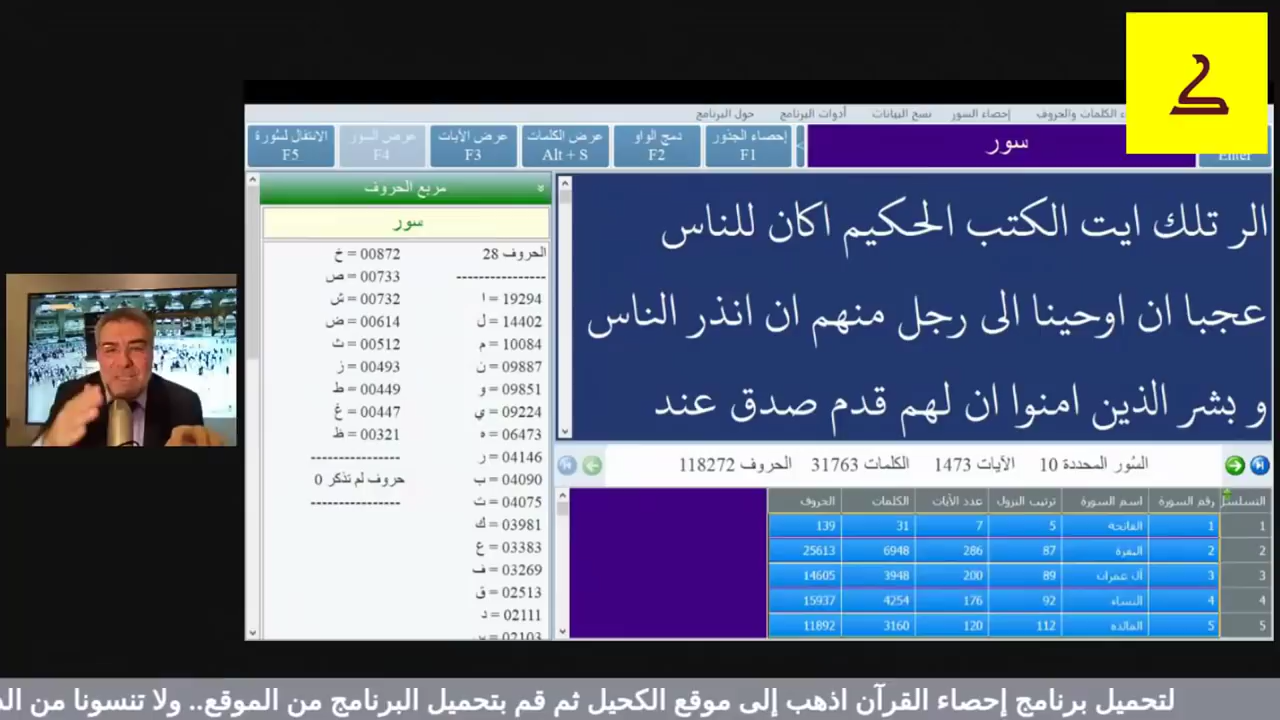 ء الكلمات والحروف إحصاء السور نسخ البيانات أدوات البرنامج حول البرنامج
Enter
سور
إحصاء الجذور F1
دمج الواو F2
عرض الكلمات Alt + S
عرض الآيات F3
عرض السور F4
الانتقال لسُورة F5
الر تلك ايت الكتب الحكيم اكان للناس
عجبا ان اوحينا الى رجل منهم ان انذر الناس
و بشر الذين امنوا ان لهم قدم صدق عند
السُور المحددة 10 الآيات 1473 الكلمات 31763 الحروف 118272
التسلسل رقم السورة اسم السورة ترتيب النزول عدد الآيات الكلمات الحروف
1 1 الفاتحة 5 7 31 139
2 2 البقرة 87 286 6948 25613
3 3 آل عمران 89 200 3948 14605
4 4 النساء 92 176 4254 15937
5 5 المائدة 112 120 3160 11892
مربع الحروف
سور
الحروف 28
----------------
ا = 19294
ل = 14402
م = 10084
ن = 09887
و = 09851
ي = 09224
ه = 06473
ر = 04146
ب = 04090
ت = 04075
ك = 03981
ع = 03383
ف = 03269
ق = 02513
د = 02111
س = 02103
خ = 00872
ص = 00733
ش = 00732
ض = 00614
ث = 00512
ز = 00493
ط = 00449
غ = 00447
ظ = 00321
----------------
حروف لم تذكر 0
----------------
لتحميل برنامج إحصاء القرآن اذهب إلى موقع الكحيل ثم قم بتحميل البرنامج من الموقع.. ولا تنسونا من